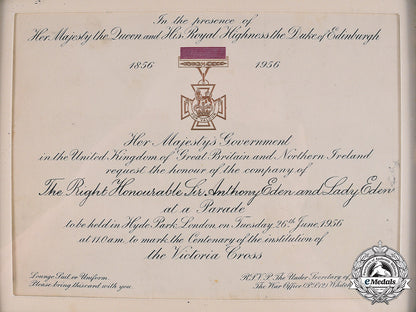 In the presence of
Her Majesty the Queen and His Royal Highness the Duke of Edinburgh
1856 1956
Her Majesty's Government
in the United Kingdom of Great Britain and Northern Ireland
request the honour of the company of
The Right Honourable Sir Anthony Eden and Lady Eden
at a Parade
to be held in Hyde Park London on Tuesday 26th June, 1956
at 11.0 a.m. to mark the Centenary of the institution of
the Victoria Cross
Lounge Suit or Uniform.
Please bring this card with you.
R.S.V.P. The Under Secretary of
The War Office (P.S.12)
eMedals